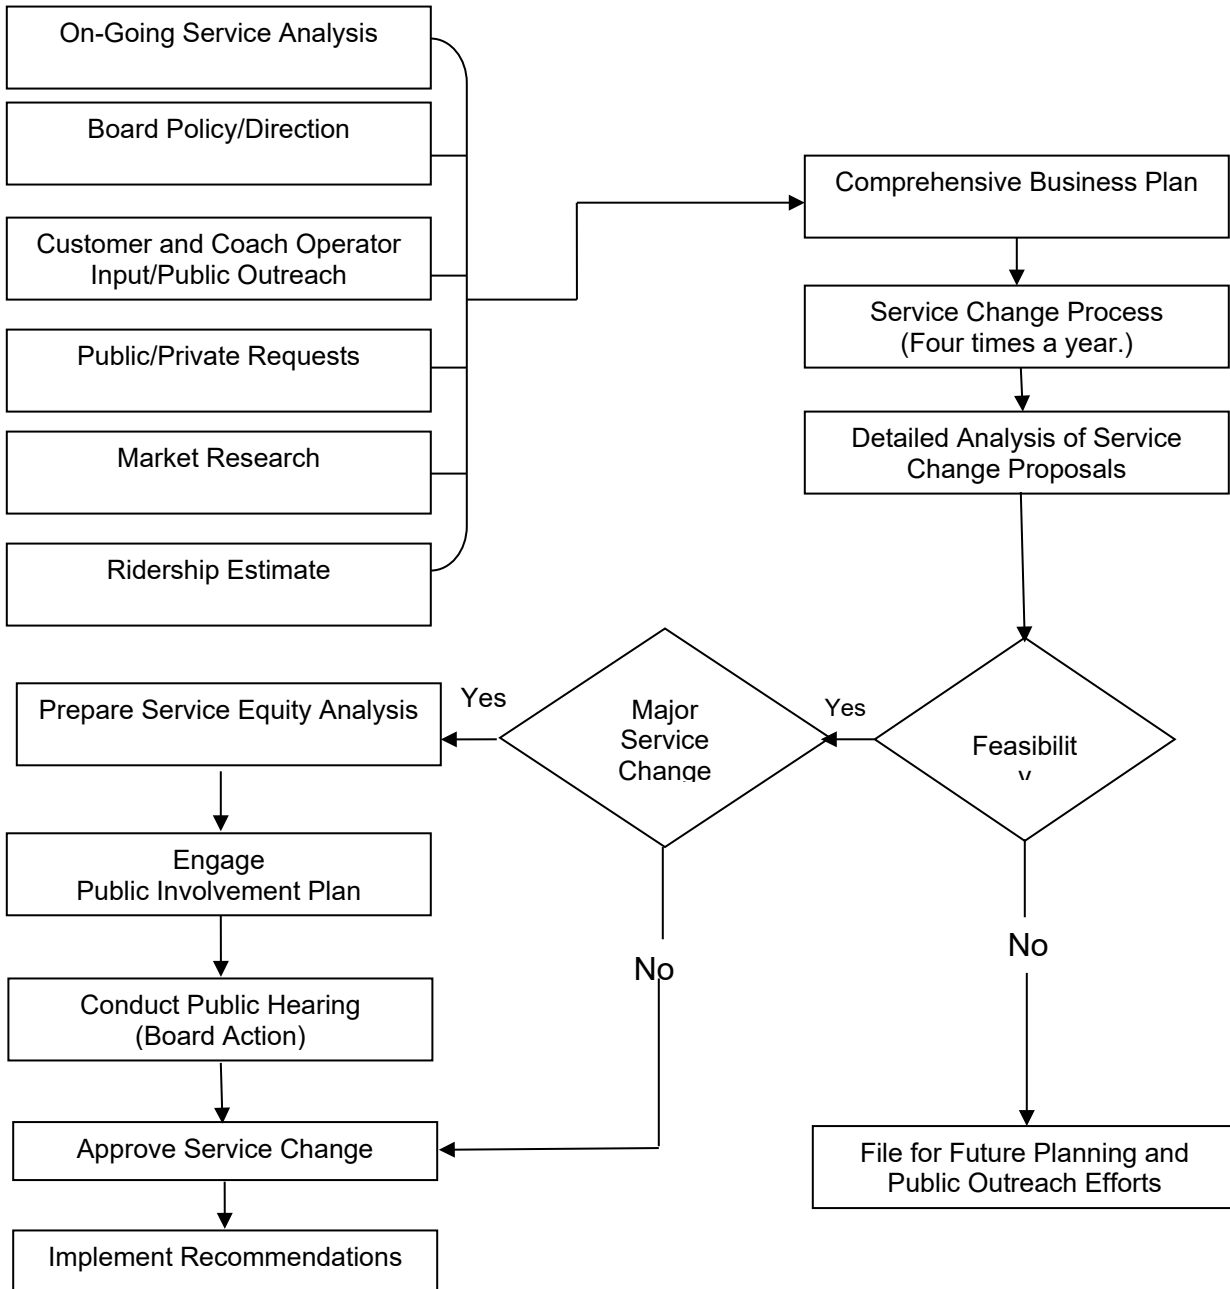 On-Going Service Analysis
Board Policy/Direction
Customer and Coach Operator
Input/Public Outreach
Public/Private Requests
Market Research
Ridership Estimate
Comprehensive Business Plan
Service Change Process
(Four times a year.)
Detailed Analysis of Service
Change Proposals
Feasibilit
y
Yes
No
Major
Service
Change
Yes
No
Prepare Service Equity Analysis
Engage
Public Involvement Plan
Conduct Public Hearing
(Board Action)
Approve Service Change
Implement Recommendations
File for Future Planning and
Public Outreach Efforts